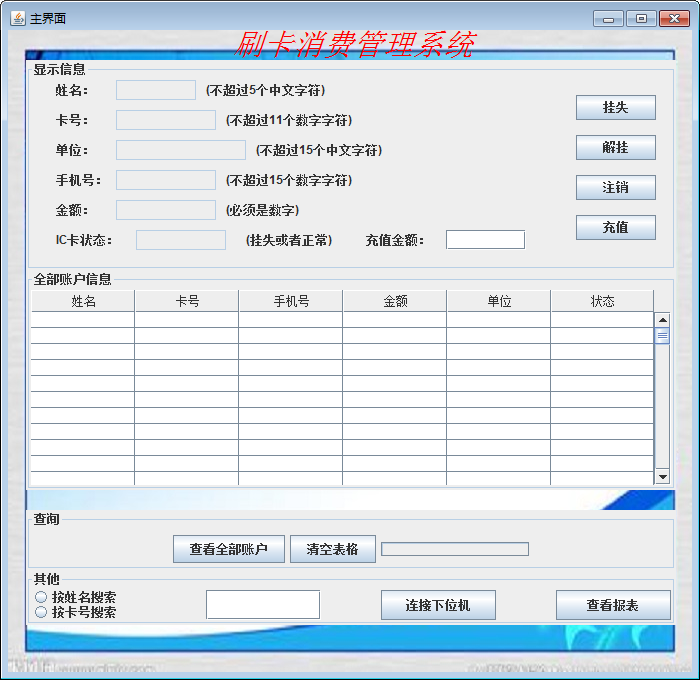 主界面
刷卡消费管理系统
显示信息
姓名： (不超过5个中文字符)
卡号： (不超过11个数字字符) 挂失
单位： (不超过15个中文字符) 解挂
手机号： (不超过15个数字字符) 注销
金额： (必须是数字) 充值
IC卡状态： (挂失或者正常) 充值金额：
全部账户信息
姓名 卡号 手机号 金额 单位 状态
查询
查看全部账户 清空表格
其他
按姓名搜索
按卡号搜索
连接下位机 查看报表